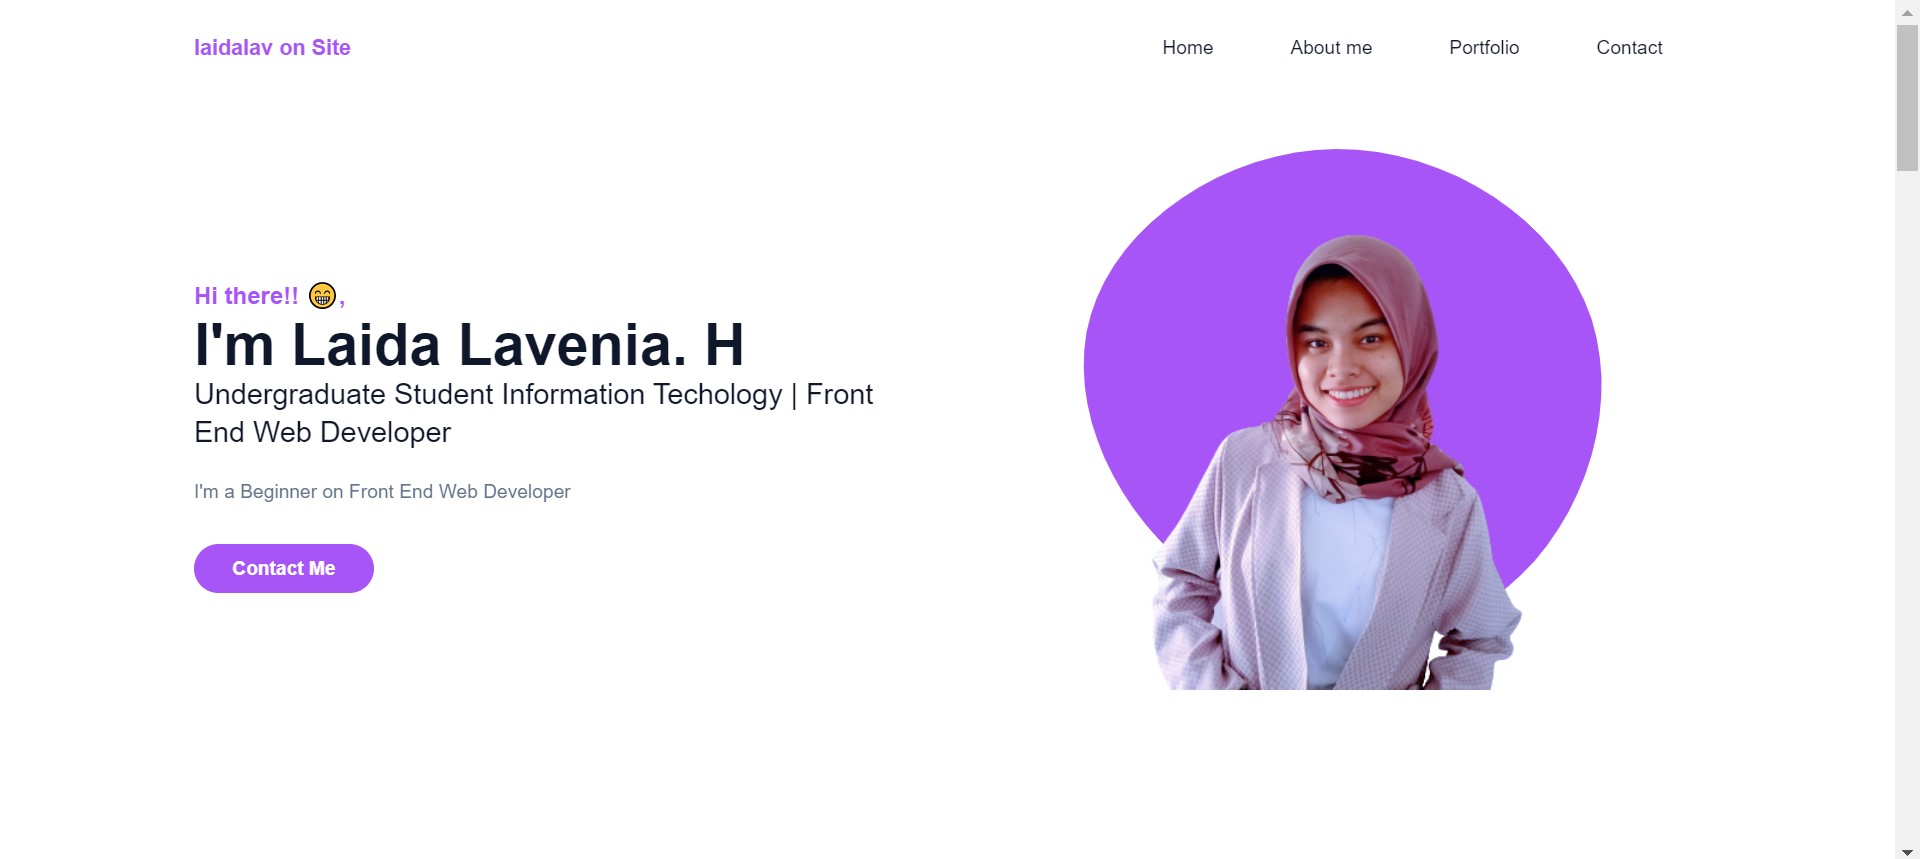 laidalav on Site
Home
About me
Portfolio
Contact
Hi there!! 😁,
I'm Laida Lavenia. H
Undergraduate Student Information Techology | Front
End Web Developer
I'm a Beginner on Front End Web Developer
Contact Me